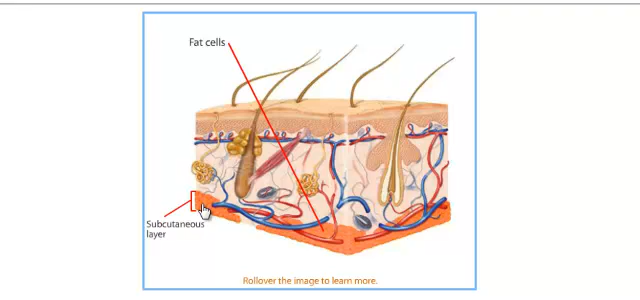 Fat cells
Subcutaneous
layer
Rollover the image to learn more.